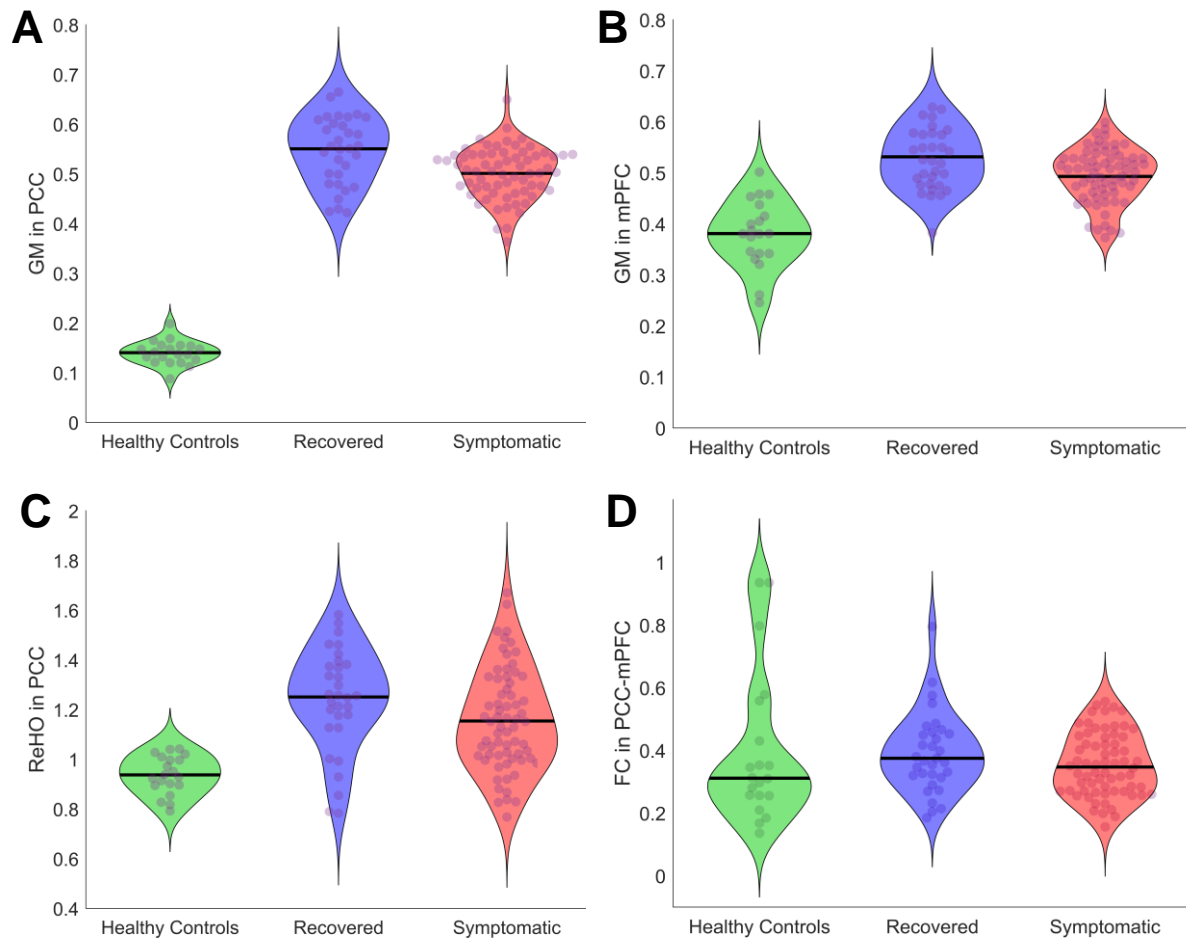 A
GM in PCC
0.8
0.7
0.6
0.5
0.4
0.3
0.2
0.1
0
Healthy Controls Recovered Symptomatic
B
GM in mPFC
0.8
0.7
0.6
0.5
0.4
0.3
0.2
0.1
0
Healthy Controls Recovered Symptomatic
C
ReHO in PCC
2
1.8
1.6
1.4
1.2
1
0.8
0.6
0.4
Healthy Controls Recovered Symptomatic
D
FC in PCC-mPFC
1
0.8
0.6
0.4
0.2
0
Healthy Controls Recovered Symptomatic